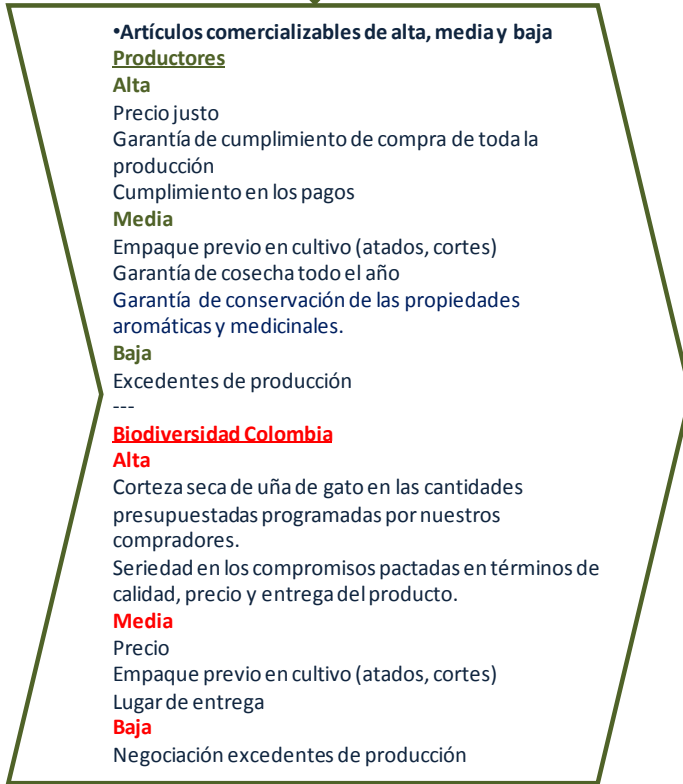 •Artículos comercializables de alta, media y baja
Productores
Alta
Precio justo
Garantía de cumplimiento de compra de toda la
producción
Cumplimiento en los pagos
Media
Empaque previo en cultivo (atados, cortes)
Garantía de cosecha todo el año
Garantía de conservación de las propiedades
aromáticas y medicinales.
Baja
Excedentes de producción
---
Biodiversidad Colombia
Alta
Corteza seca de uña de gato en las cantidades
presupuestadas programadas por nuestros
compradores.
Seriedad en los compromisos pactadas en términos de
calidad, precio y entrega del producto.
Media
Precio
Empaque previo en cultivo (atados, cortes)
Lugar de entrega
Baja
Negociación excedentes de producción